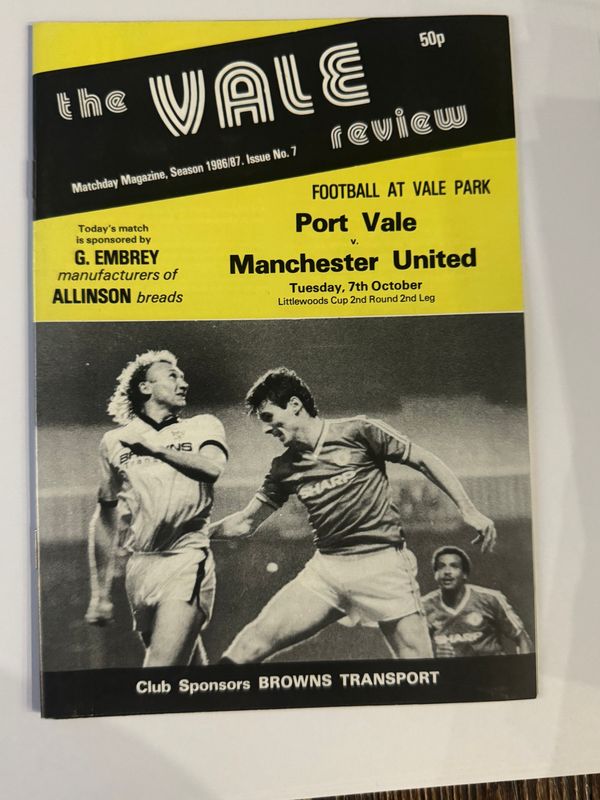 50p
the VALE
review
Matchday Magazine, Season 1986/87. Issue No. 7
FOOTBALL AT VALE PARK
Port Vale
v.
Manchester United
Tuesday, 7th October
Littlewoods Cup 2nd Round 2nd Leg
Today's match
is sponsored by
G. EMBREY
manufacturers of
ALLINSON breads
SHARP
SHARP
Club Sponsors BROWNS TRANSPORT